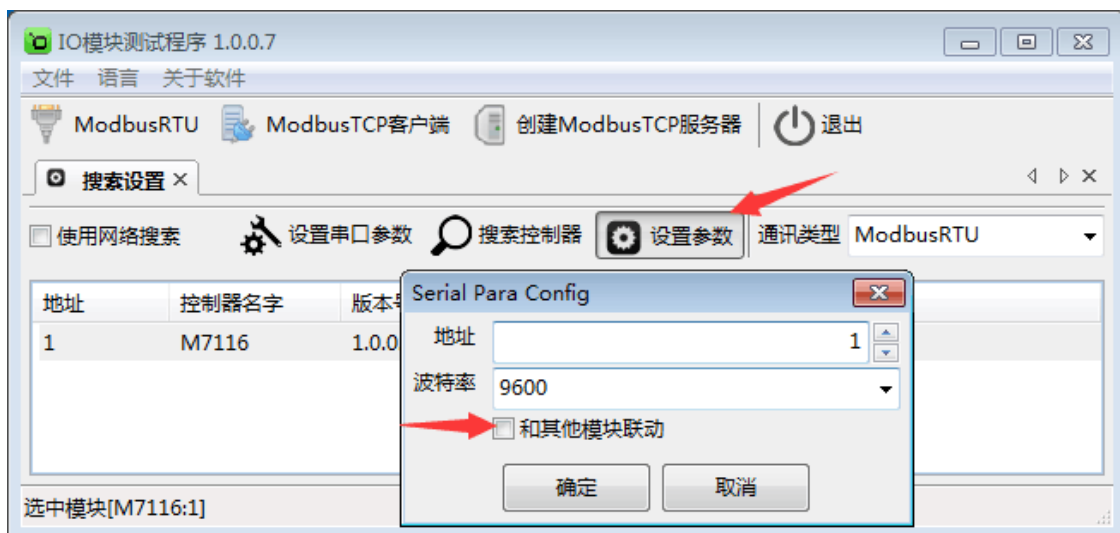 IO模块测试程序 1.0.0.7
文件 语言 关于软件
ModbusRTU ModbusTCP客户端 创建ModbusTCP服务器 退出
搜索设置
使用网络搜索 设置串口参数 搜索控制器 设置参数 通讯类型 ModbusRTU
Serial Para Config
地址 控制器名字 版本号
地址 1
1 M7116 1.0.0
波特率 9600
和其他模块联动
确定 取消
选中模块[M7116:1]